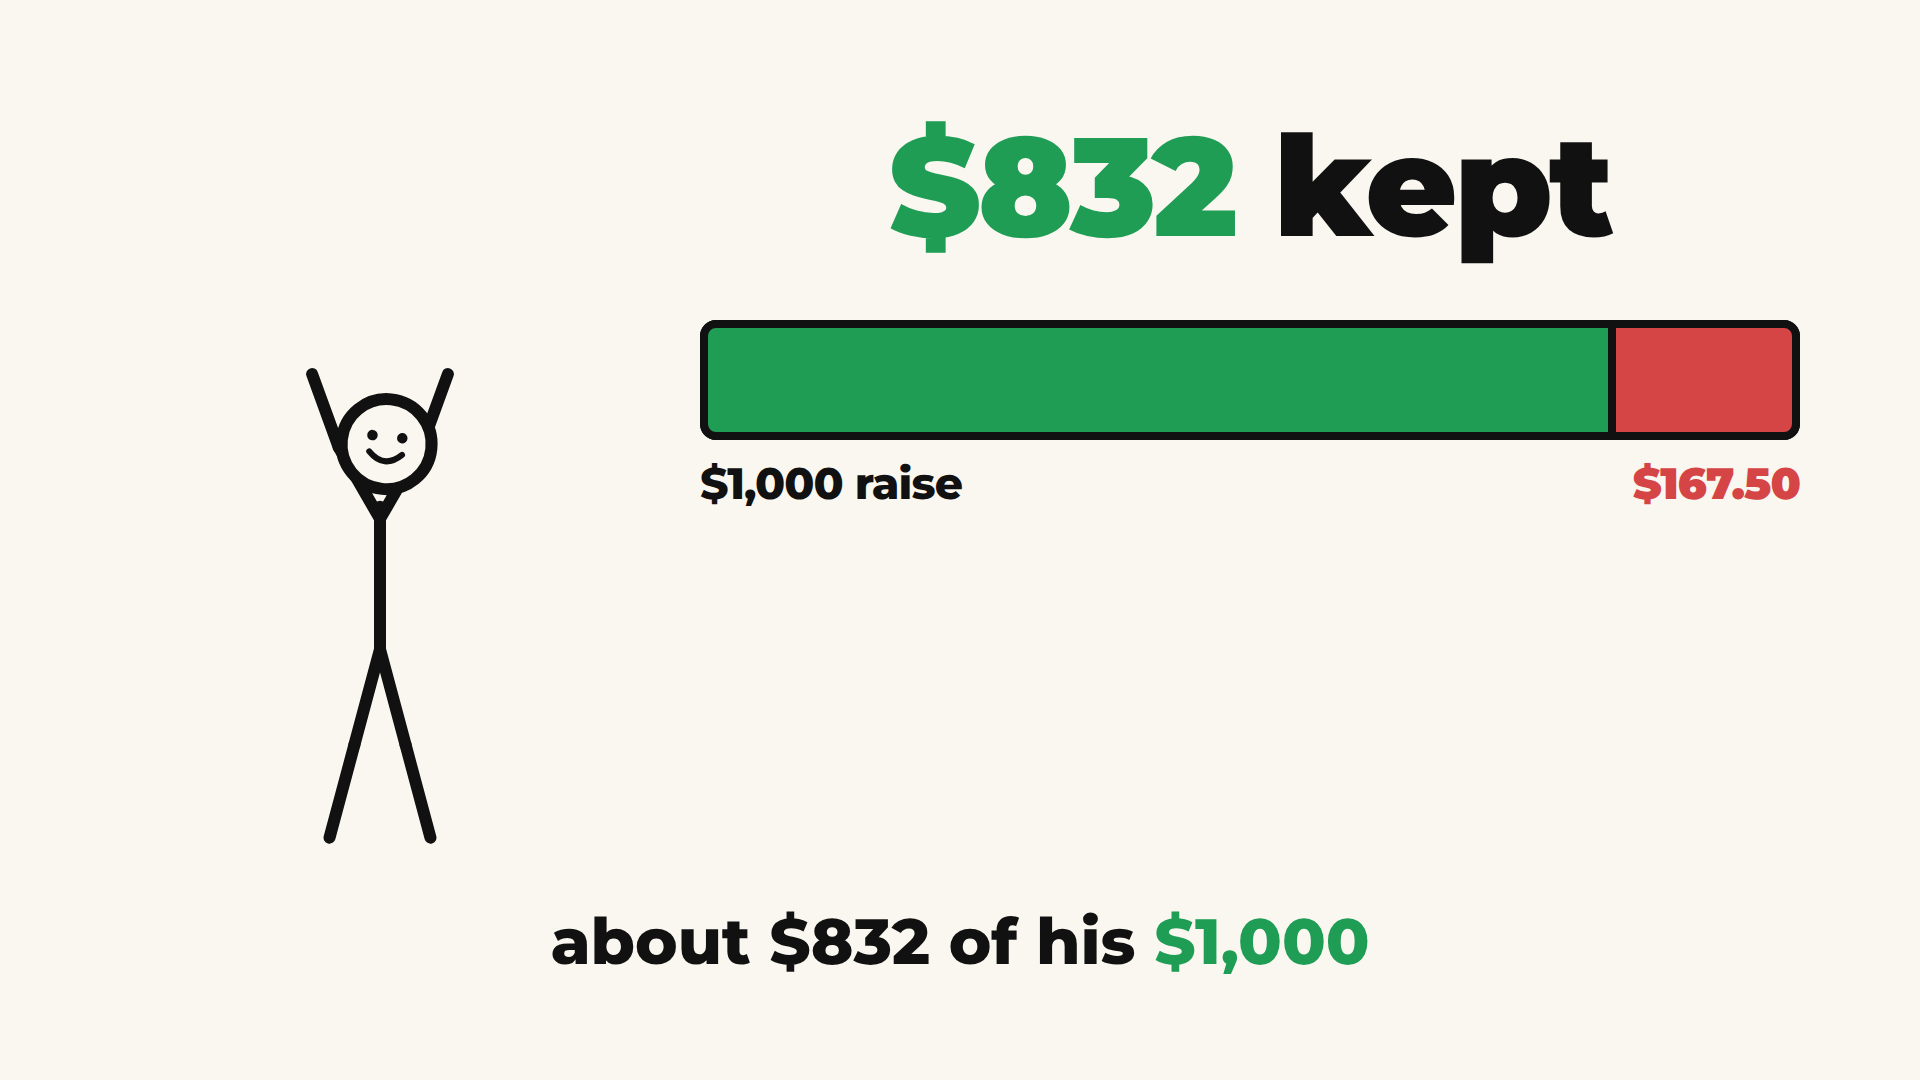 $832 kept
$1,000 raise
$167.50
about $832 of his $1,000